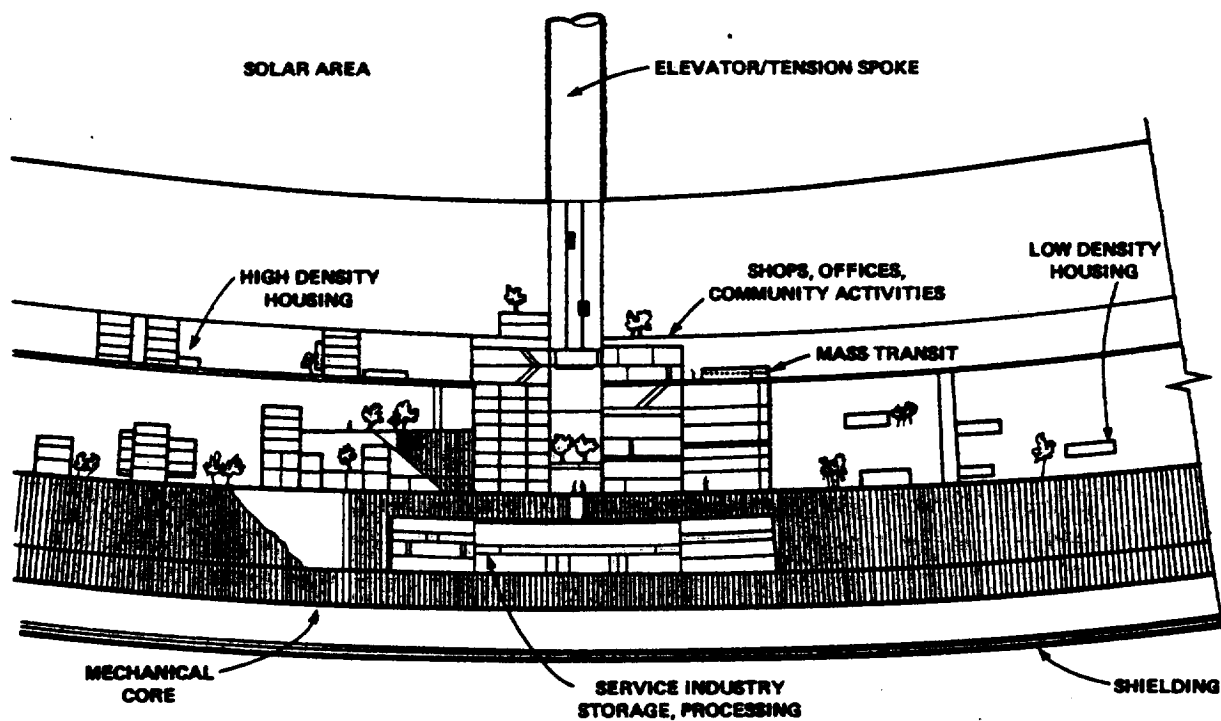 SOLAR AREA
ELEVATOR/TENSION SPOKE
HIGH DENSITY
HOUSING
SHOPS, OFFICES,
COMMUNITY ACTIVITIES
LOW DENSITY
HOUSING
MASS TRANSIT
MECHANICAL
CORE
SERVICE INDUSTRY
STORAGE, PROCESSING
SHIELDING